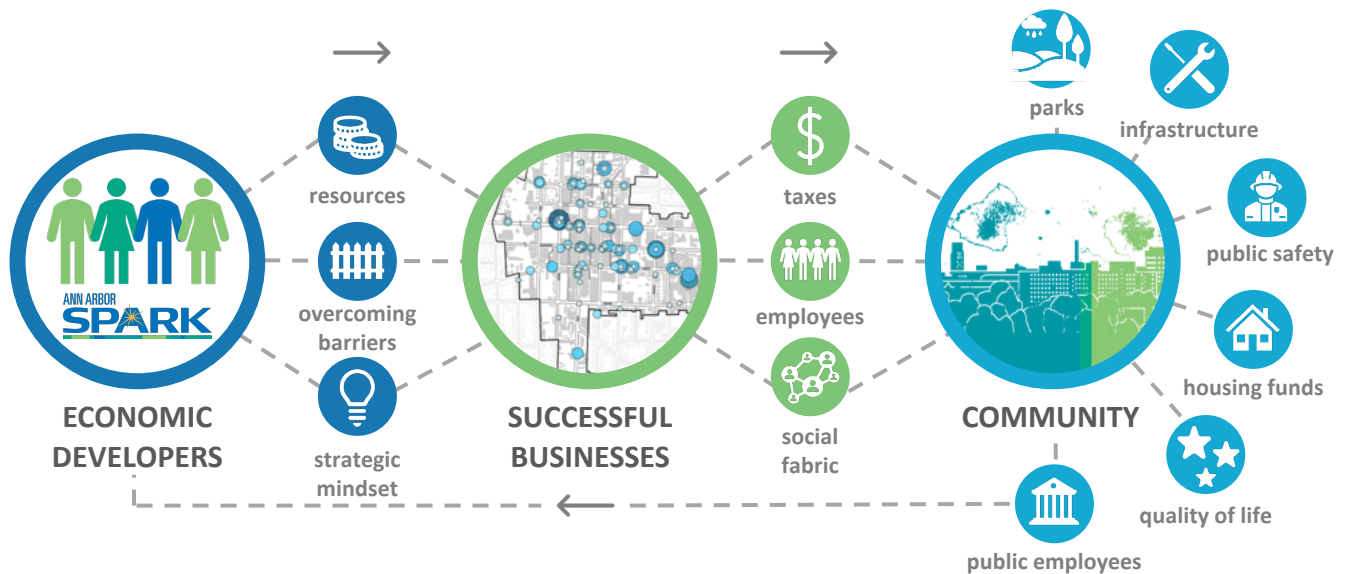 ANN ARBOR
SPARK
ECONOMIC
DEVELOPERS
resources
overcoming
barriers
strategic
mindset
SUCCESSFUL
BUSINESSES
$
taxes
employees
social
fabric
COMMUNITY
parks
infrastructure
public safety
housing funds
quality of life
public employees